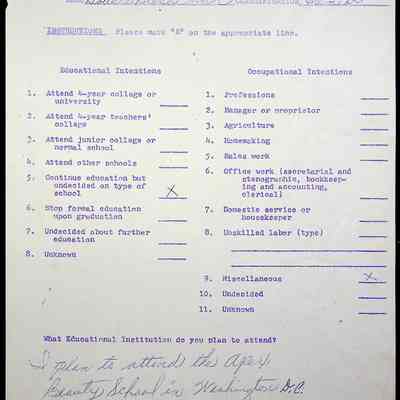 INSTRUCTIONS Please mark "X" on the appropriate line.
Educational Intentions
1. Attend 4-year college or
university
2. Attend 4-year teachers'
college
3. Attend junior college or
normal school
4. Attend other schools
5. Continue education but
undecided on type of
school X
6. Stop formal education
upon graduation
7. Undecided about further
education
8. Unknown
Occupational Intentions
1. Professions
2. Manager or proprietor
3. Agriculture
4. Homemaking
5. Sales work
6. Office work (secretarial and
stenographic, bookkeep-
ing and accounting,
clerical)
7. Domestic service or
housekeeper
8. Unskilled labor (type)
9. Miscellaneous X
10. Undecided
11. Unknown
What Educational Institution do you plan to attend?
I plan to attend the Apex
Beauty School in Washington D.C.